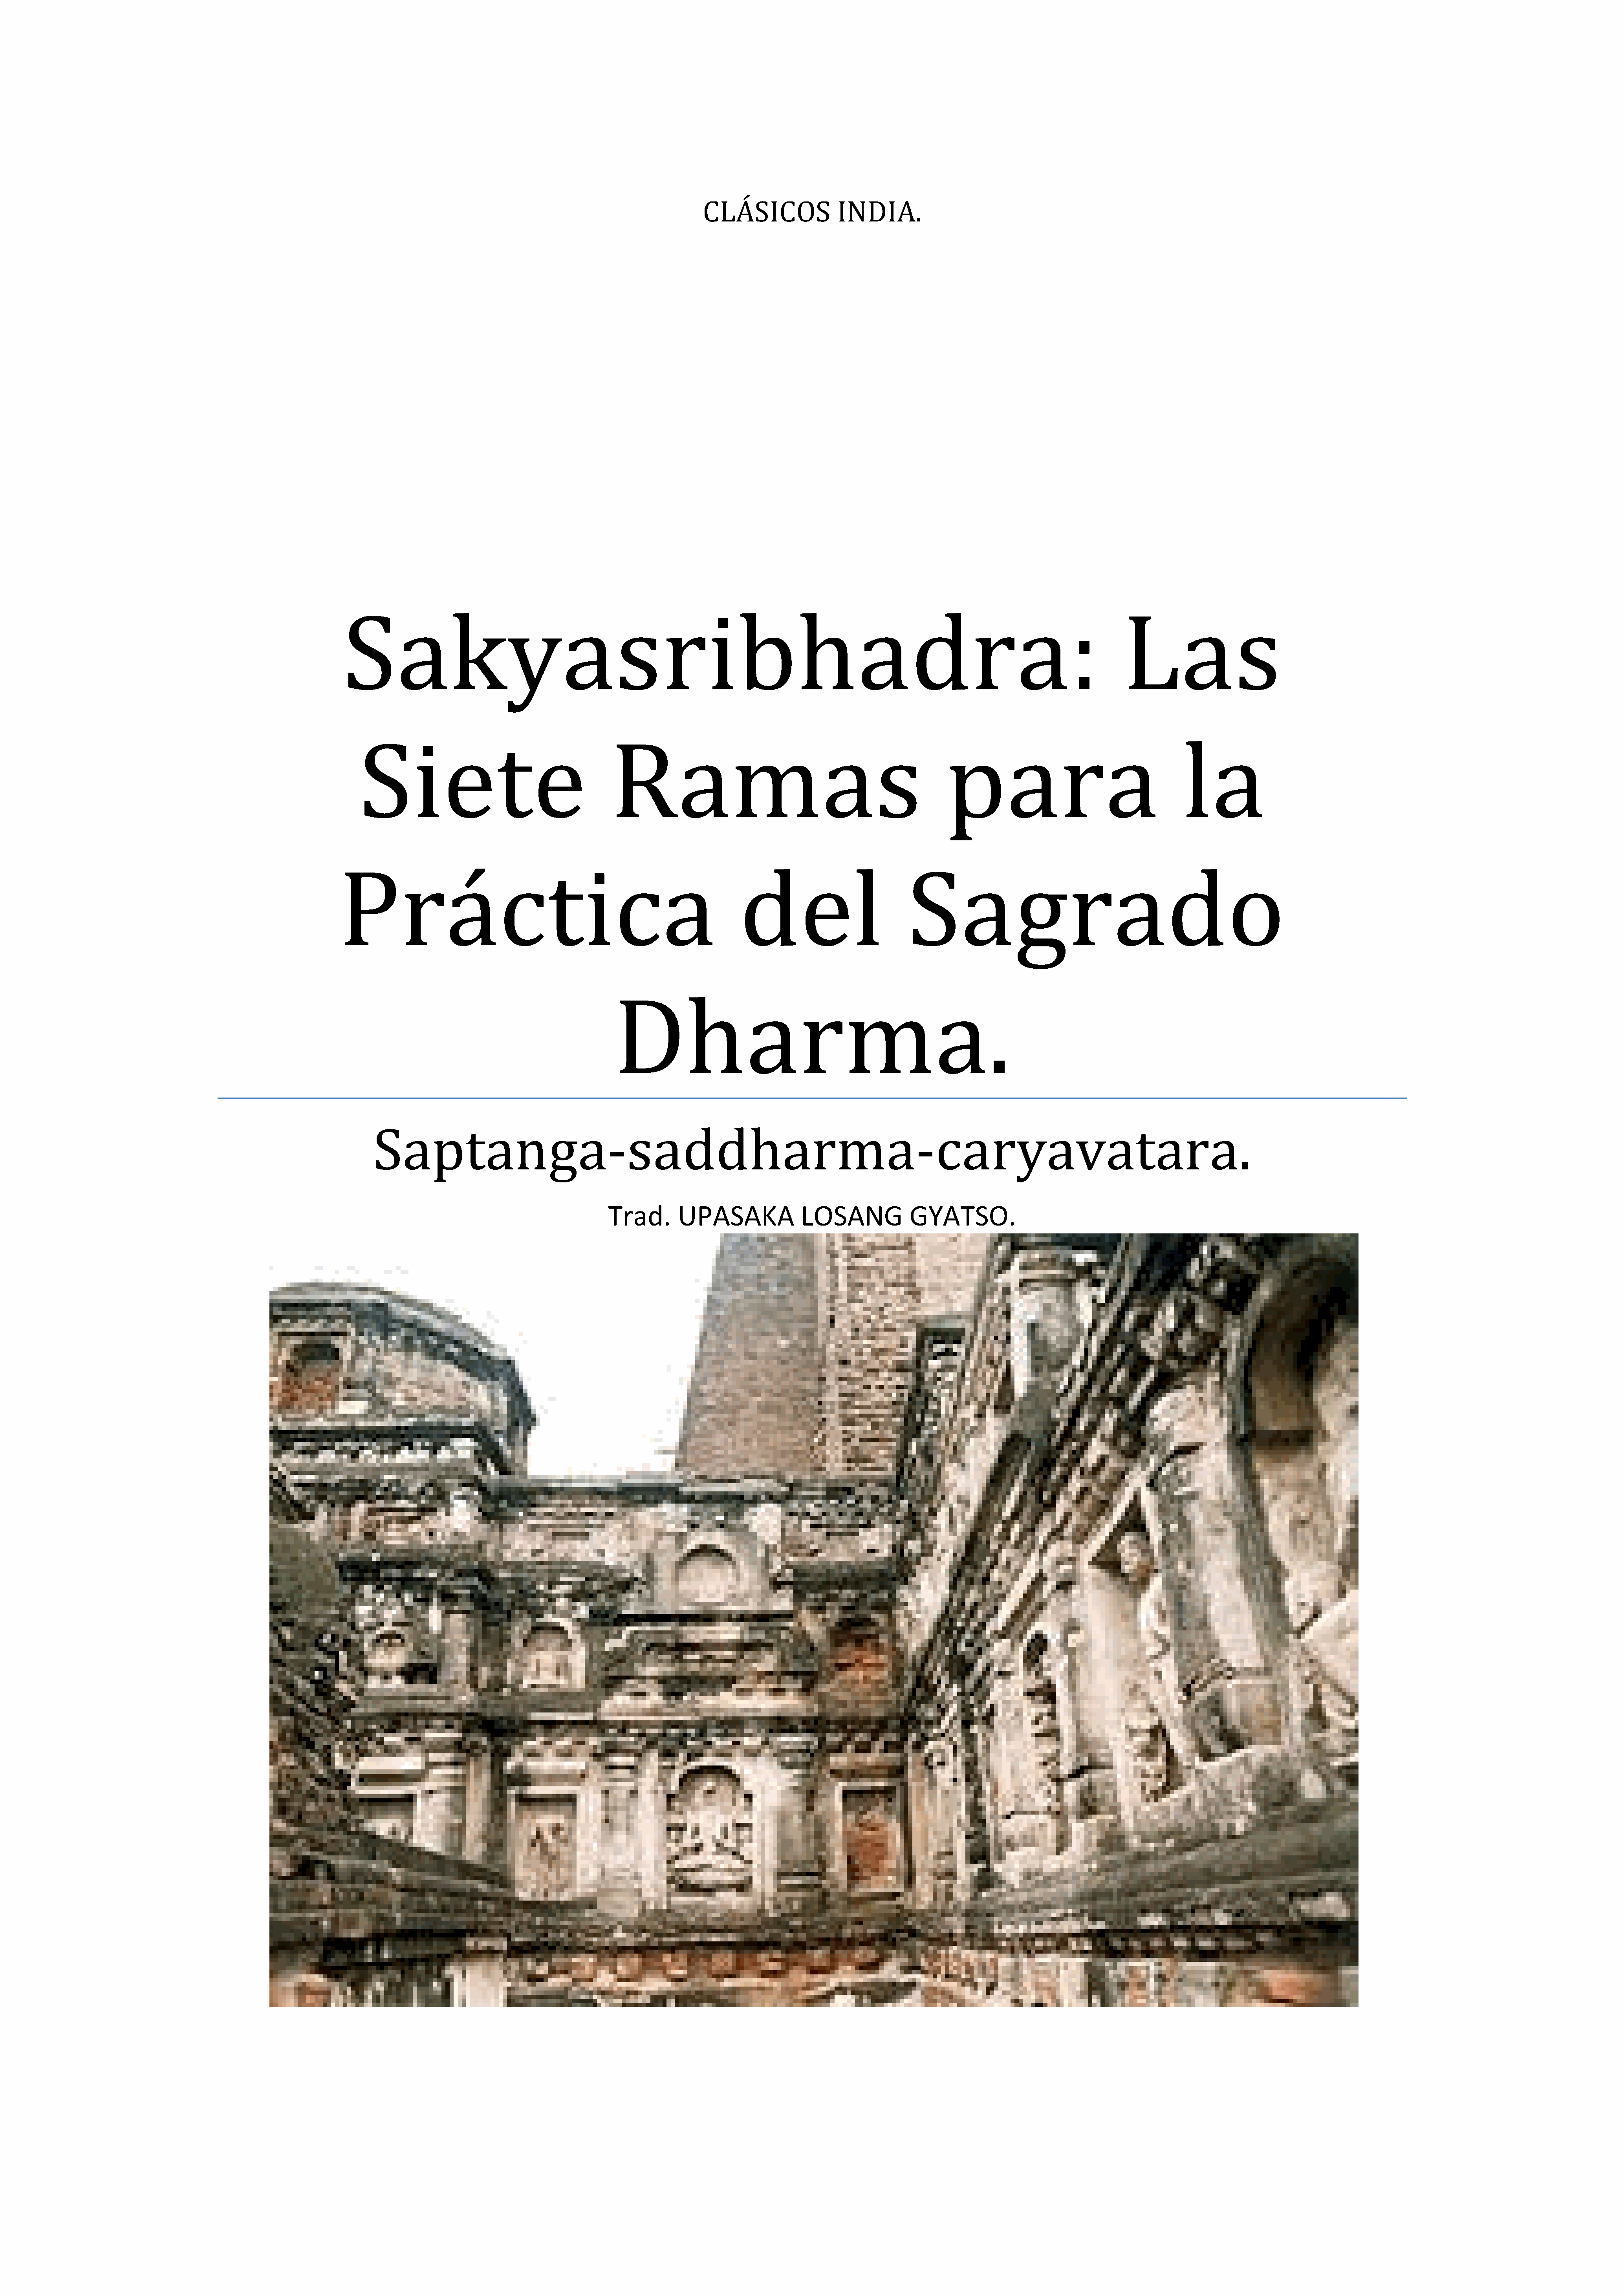 CLÁSICOS INDIA.
Sakyasribhadra: Las
Siete Ramas para la
Práctica del Sagrado
Dharma.
Saptanga-saddharma-caryavatara.
Trad. UPASAKA LOSANG GYATSO.